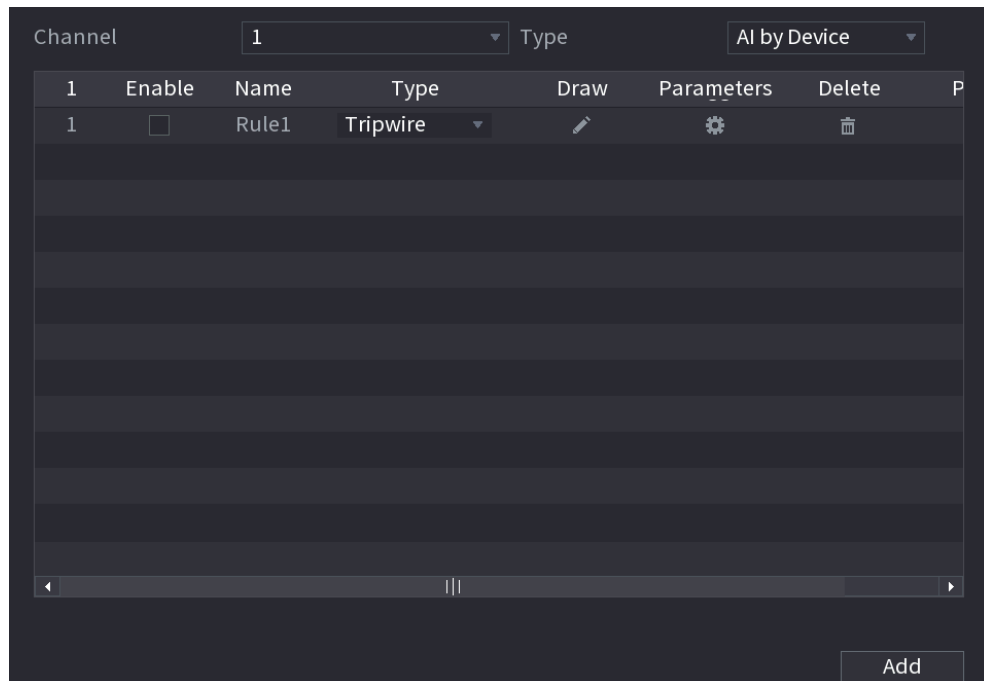 Channel 1 Type AI by Device
1 Enable Name Type Draw Parameters Delete P
1 Rule1 Tripwire
Add